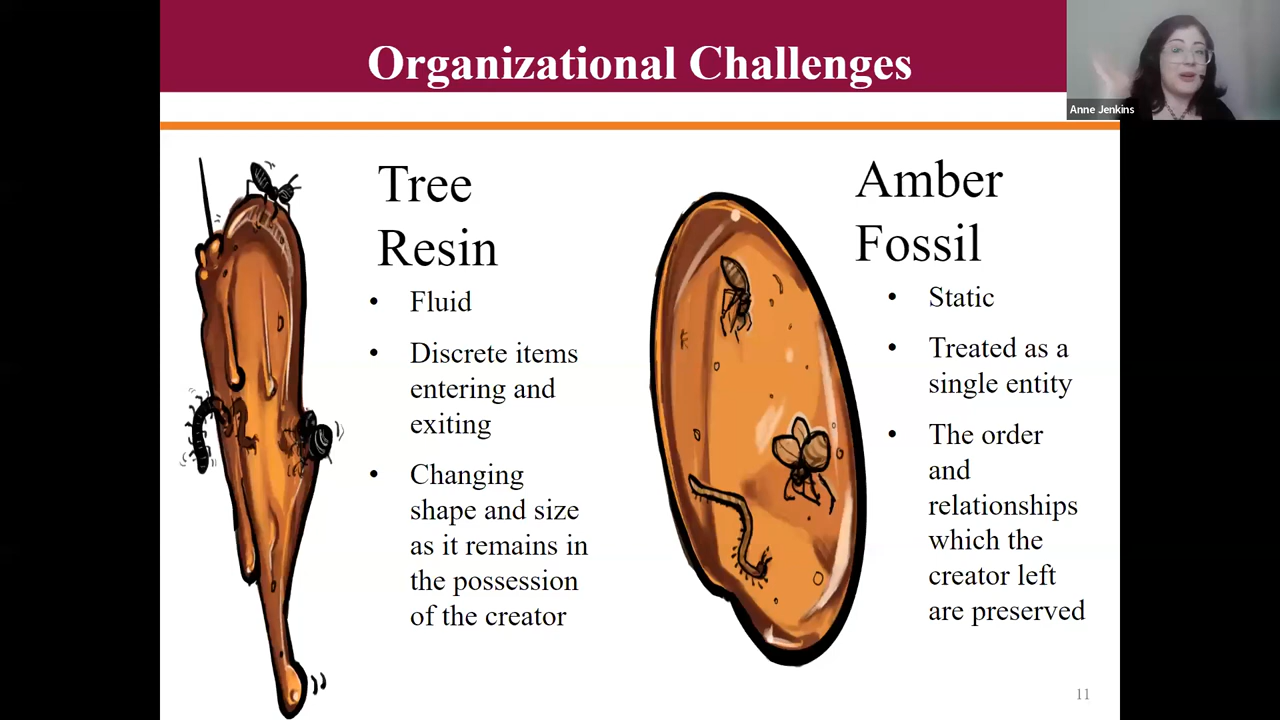 Organizational Challenges
Anne Jenkins
Tree
Resin
• Fluid
• Discrete items
entering and
exiting
• Changing
shape and size
as it remains in
the possession
of the creator
Amber
Fossil
• Static
• Treated as a
single entity
• The order
and
relationships
which the
creator left
are preserved
11